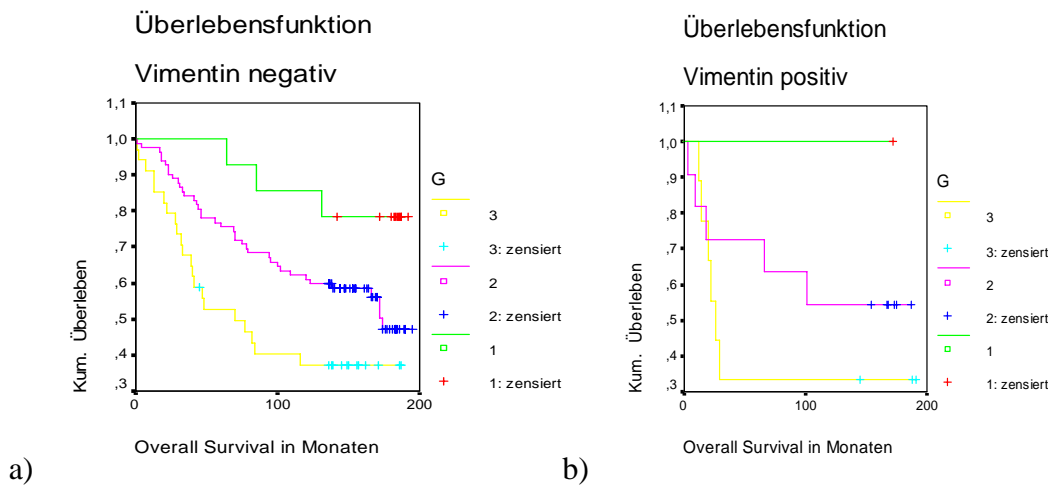 Überlebensfunktion
Vimentin negativ
Kum. Überleben
1,1
1,0
,9
,8
,7
,6
,5
,4
,3
0
100
200
Overall Survival in Monaten
G
3
3: zensiert
2
2: zensiert
1
1: zensiert
a)
Überlebensfunktion
Vimentin positiv
Kum. Überleben
1,1
1,0
,9
,8
,7
,6
,5
,4
,3
0
100
200
Overall Survival in Monaten
G
3
3: zensiert
2
2: zensiert
1
1: zensiert
b)